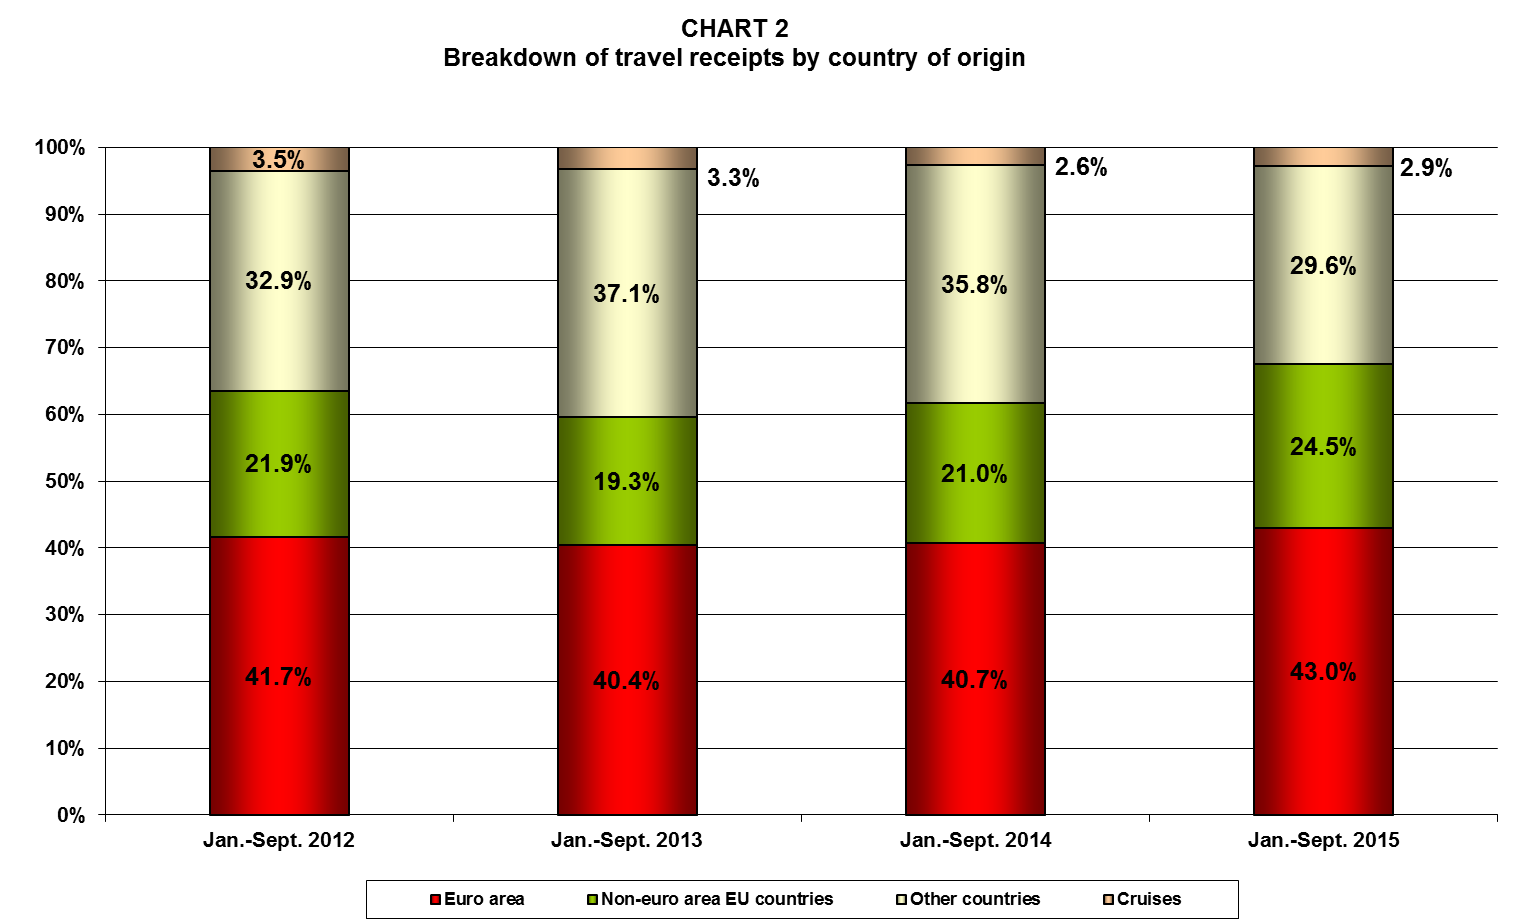 CHART 2
Breakdown of travel receipts by country of origin
100%
90%
80%
70%
60%
50%
40%
30%
20%
10%
0%
3.5%
32.9%
21.9%
41.7%
3.3%
37.1%
19.3%
40.4%
2.6%
35.8%
21.0%
40.7%
2.9%
29.6%
24.5%
43.0%
Jan.-Sept. 2012
Jan.-Sept. 2013
Jan.-Sept. 2014
Jan.-Sept. 2015
Euro area
Non-euro area EU countries
Other countries
Cruises